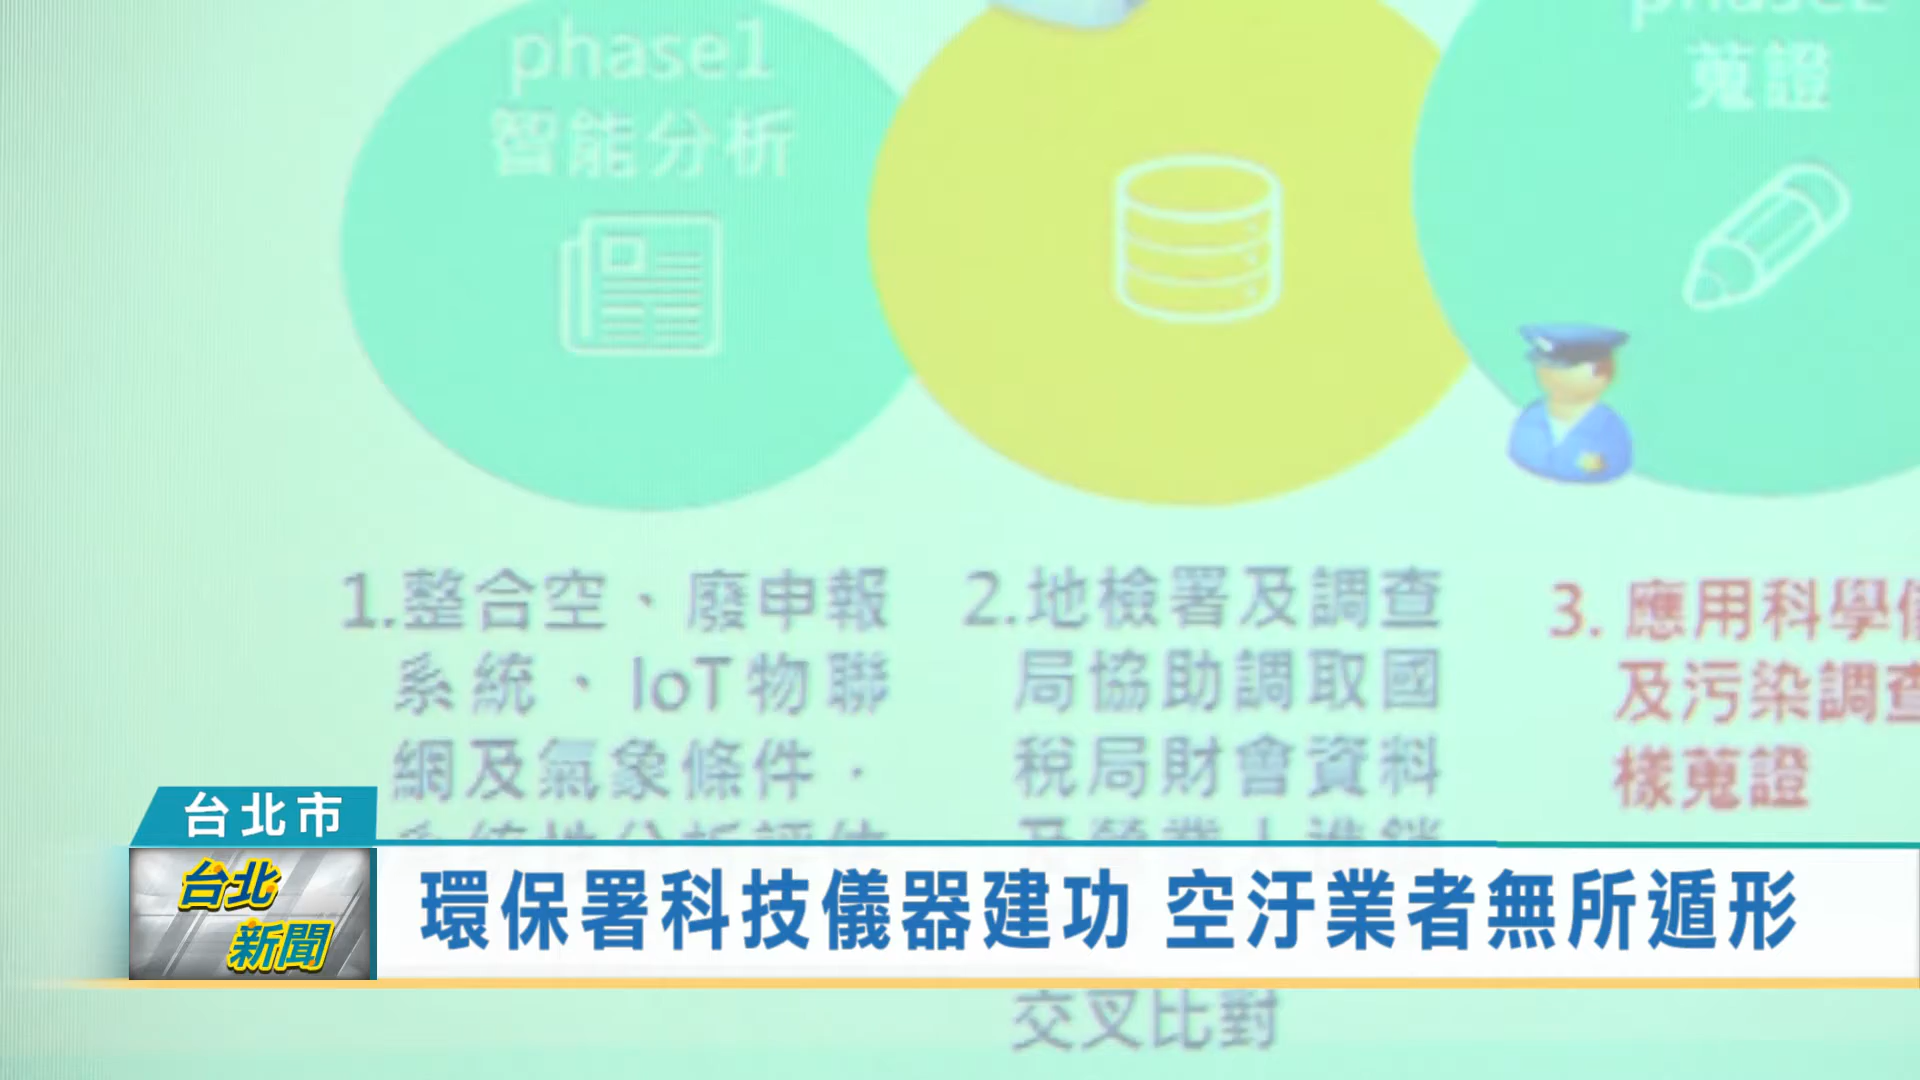 phase1
智能分析
蒐證
1.整合空、廢申報
系統、IoT物聯
網及氣象條件，
2.地檢署及調查
局協助調取國
稅局財會資料
交叉比對
3. 應用科學
及污染調查
樣蒐證
台北市
台北
新聞
環保署科技儀器建功 空汙業者無所遁形